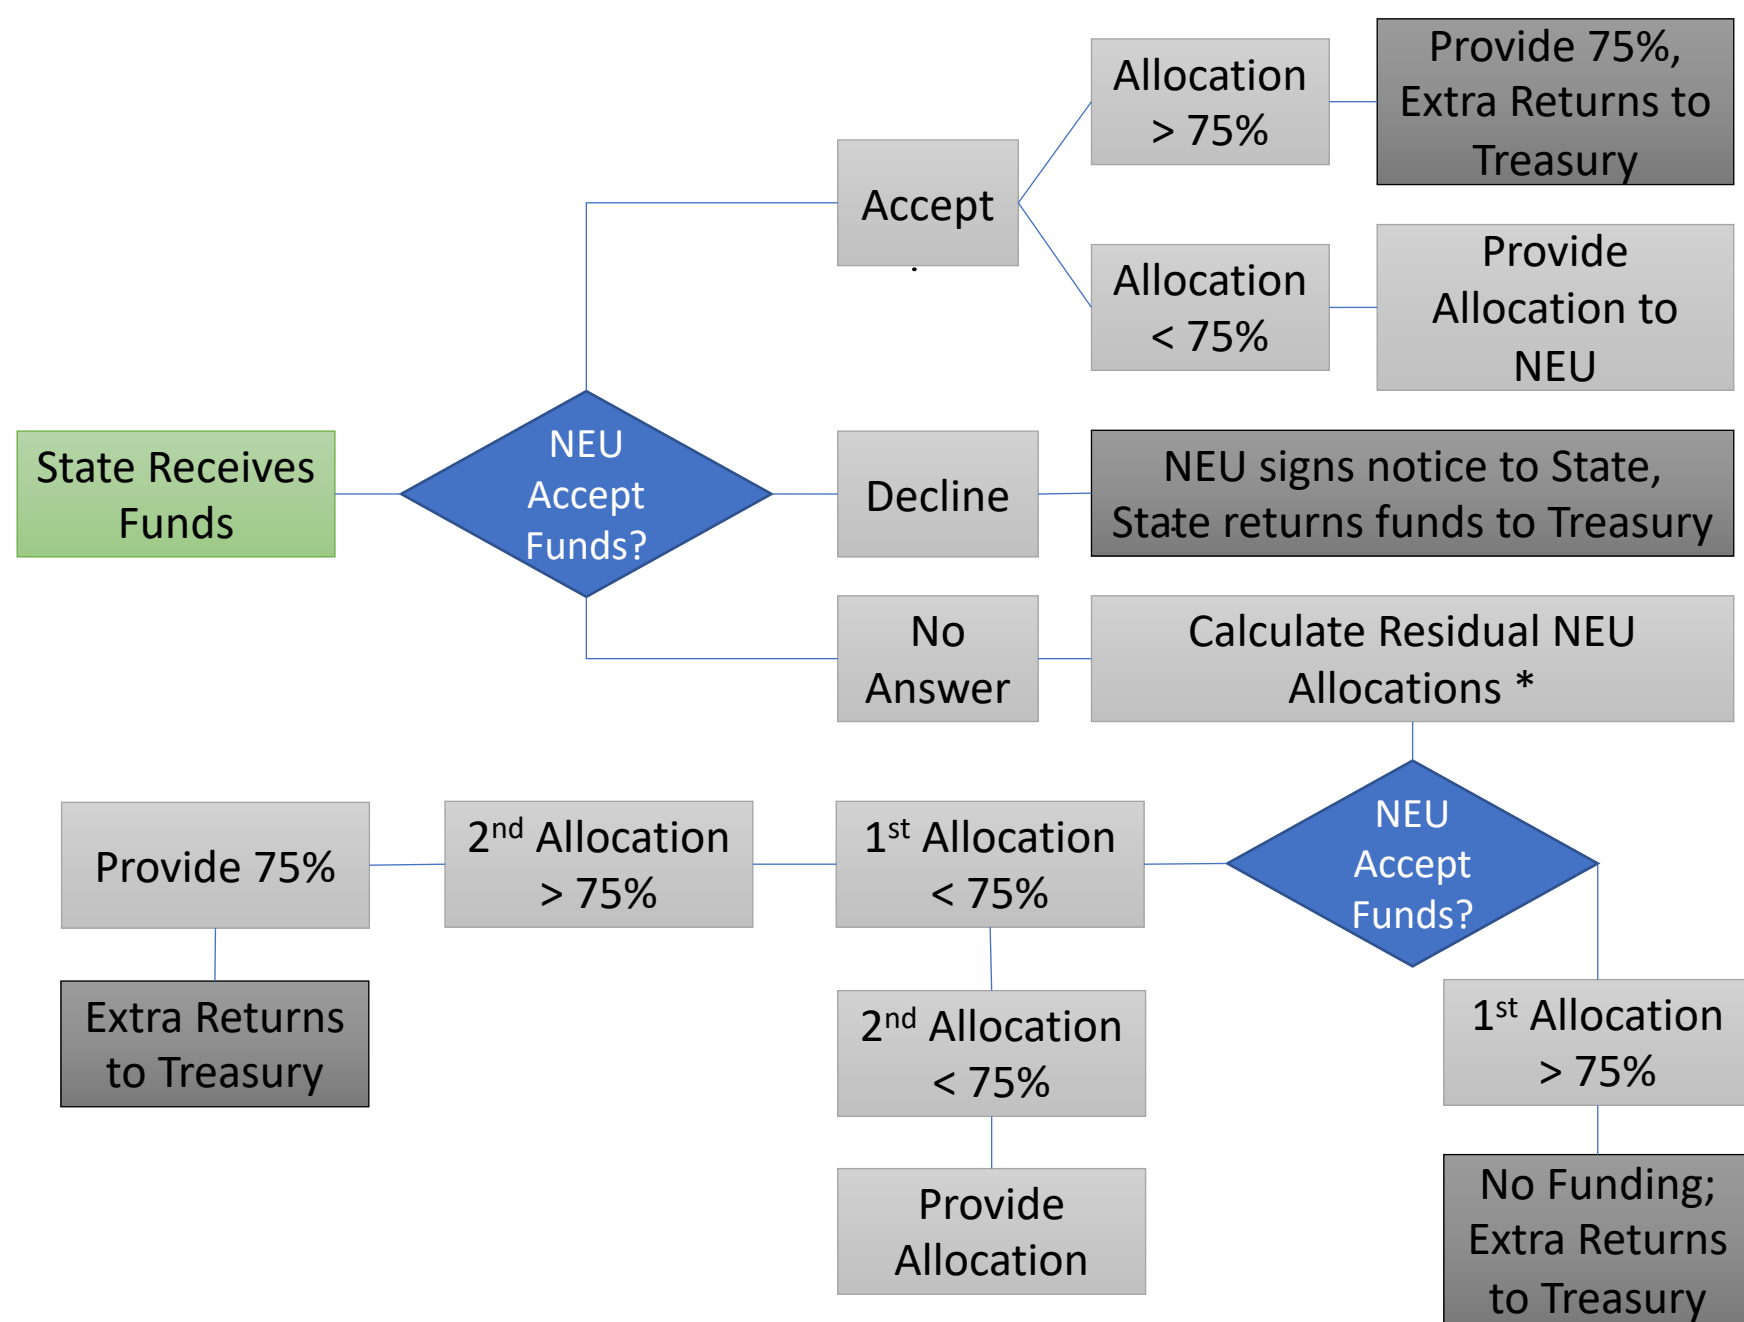 Allocation
> 75%
Provide 75%,
Extra Returns to
Treasury
Accept
Allocation
< 75%
Provide
Allocation to
NEU
State Receives
Funds
NEU
Accept
Funds?
Decline
NEU signs notice to State,
State returns funds to Treasury
No
Answer
Calculate Residual NEU
Allocations *
NEU
Accept
Funds?
1st Allocation
< 75%
2nd Allocation
> 75%
Provide 75%
Extra Returns
to Treasury
2nd Allocation
< 75%
Provide
Allocation
1st Allocation
> 75%
No Funding;
Extra Returns
to Treasury